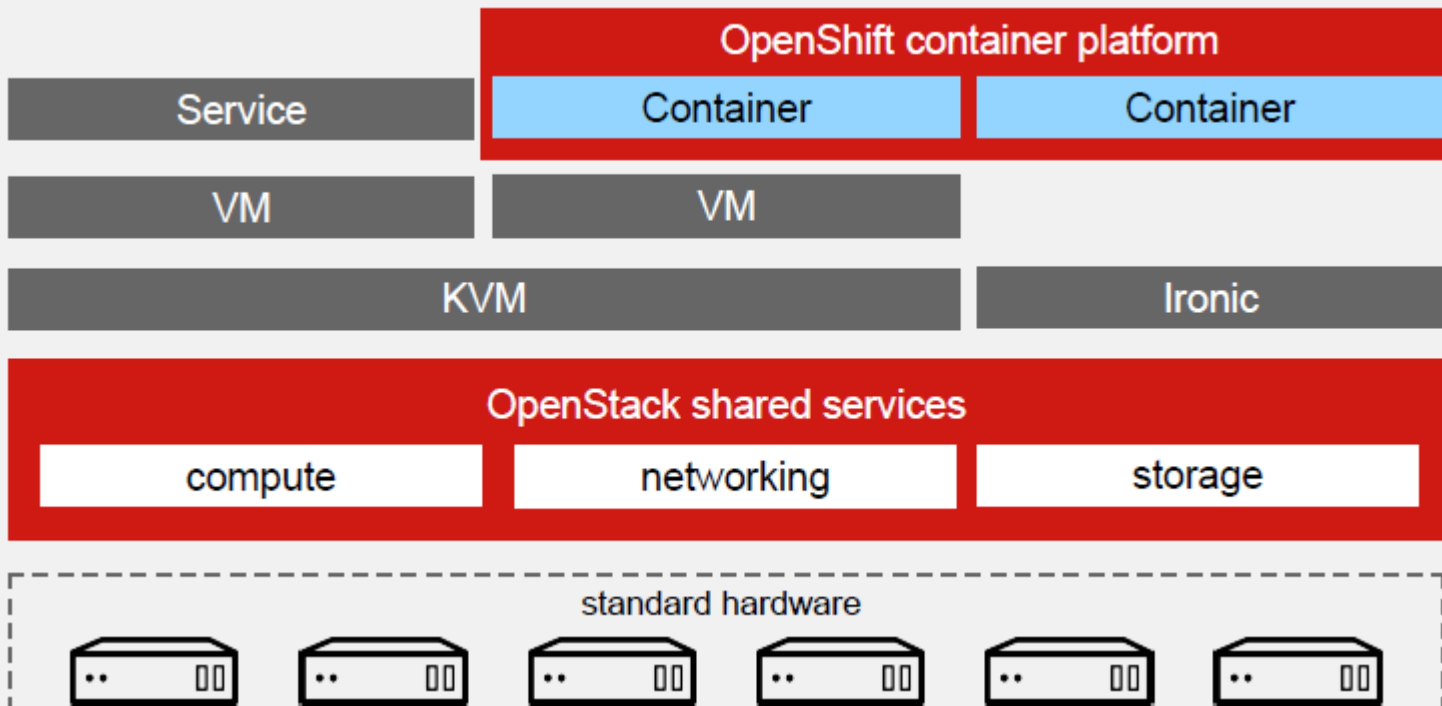 OpenShift container platform
Service
Container
Container
VM
VM
KVM
Ironic
OpenStack shared services
compute
networking
storage
standard hardware